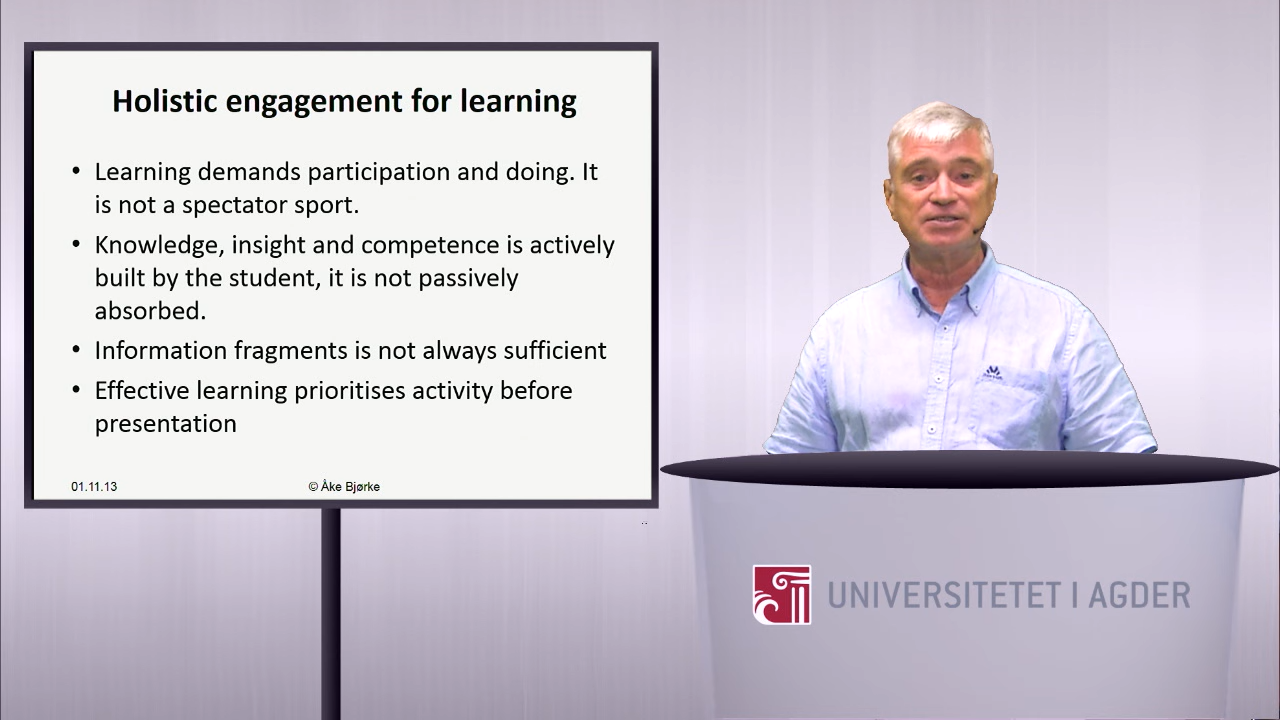 Holistic engagement for learning
• Learning demands participation and doing. It
is not a spectator sport.
• Knowledge, insight and competence is actively
built by the student, it is not passively
absorbed.
• Information fragments is not always sufficient
• Effective learning prioritises activity before
presentation
01.11.13 © Åke Bjørke
UNIVERSITETET I AGDER